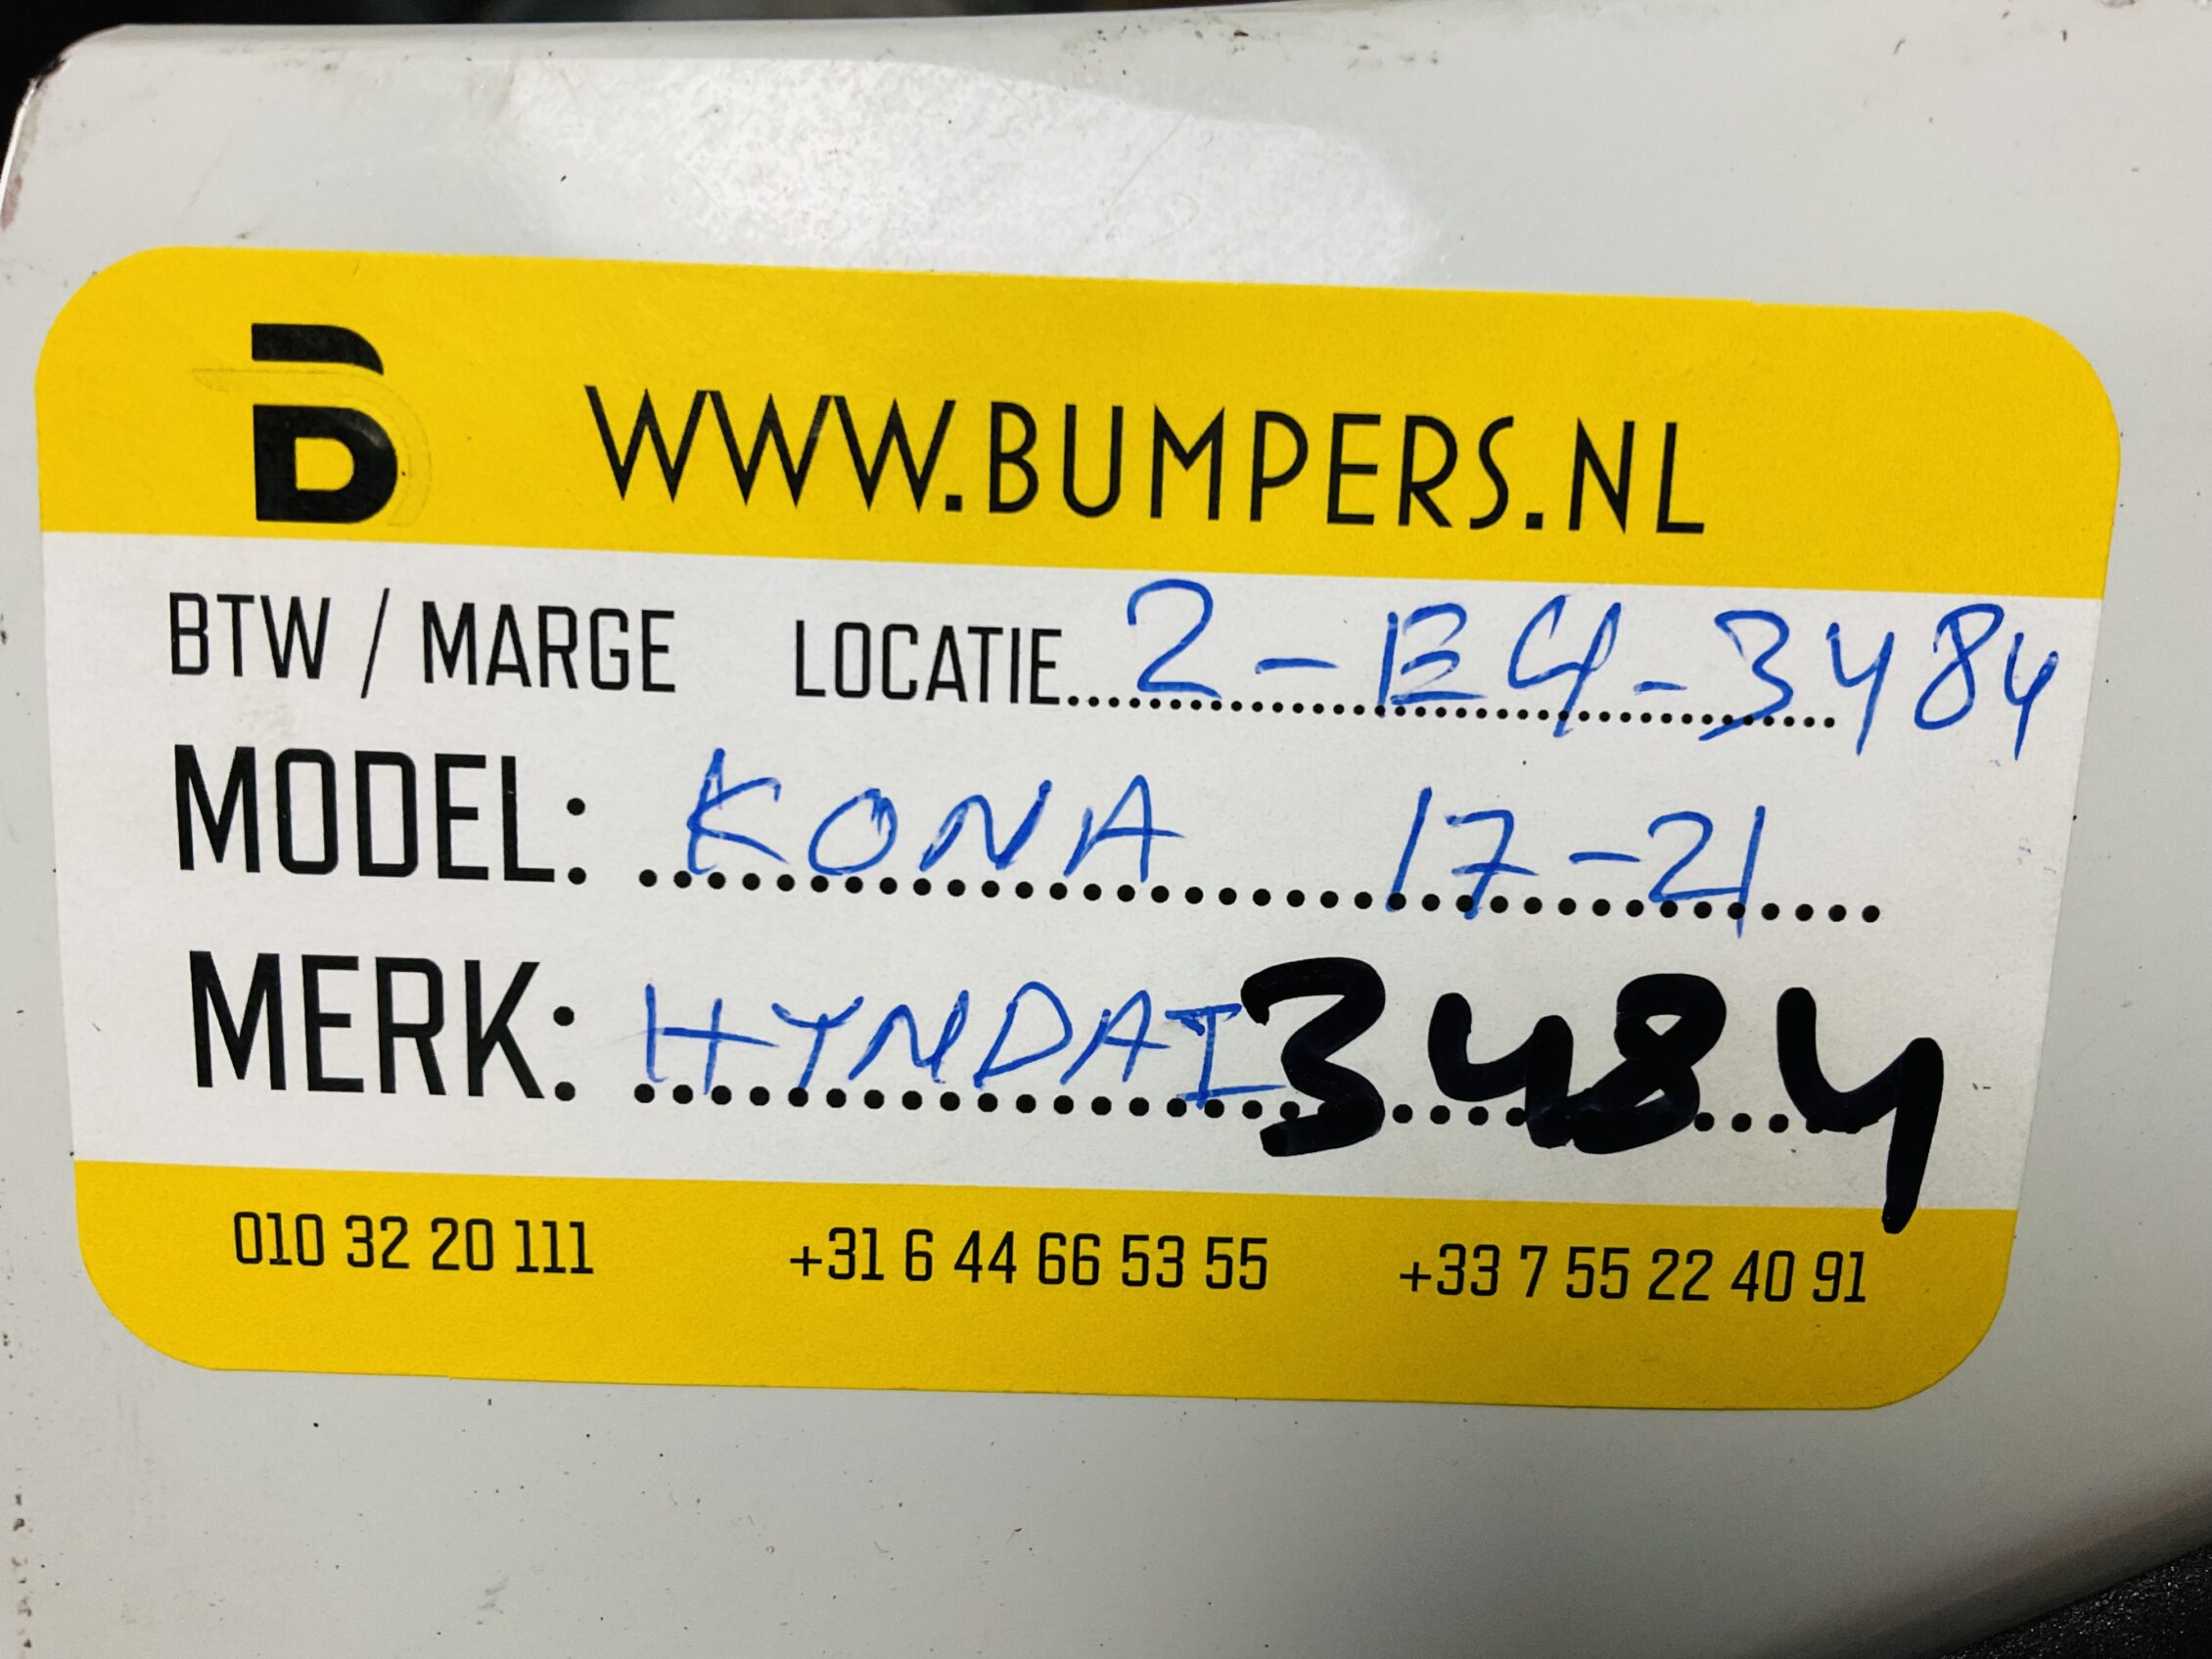 B WWW.BUMPERS.NL
BTW / MARGE LOCATIE...2-E4-3484
MODEL: KONA 17-21
MERK: HYNDAI 3484
010 32 20 111 +31 6 44 66 53 55 +33 7 55 22 40 91